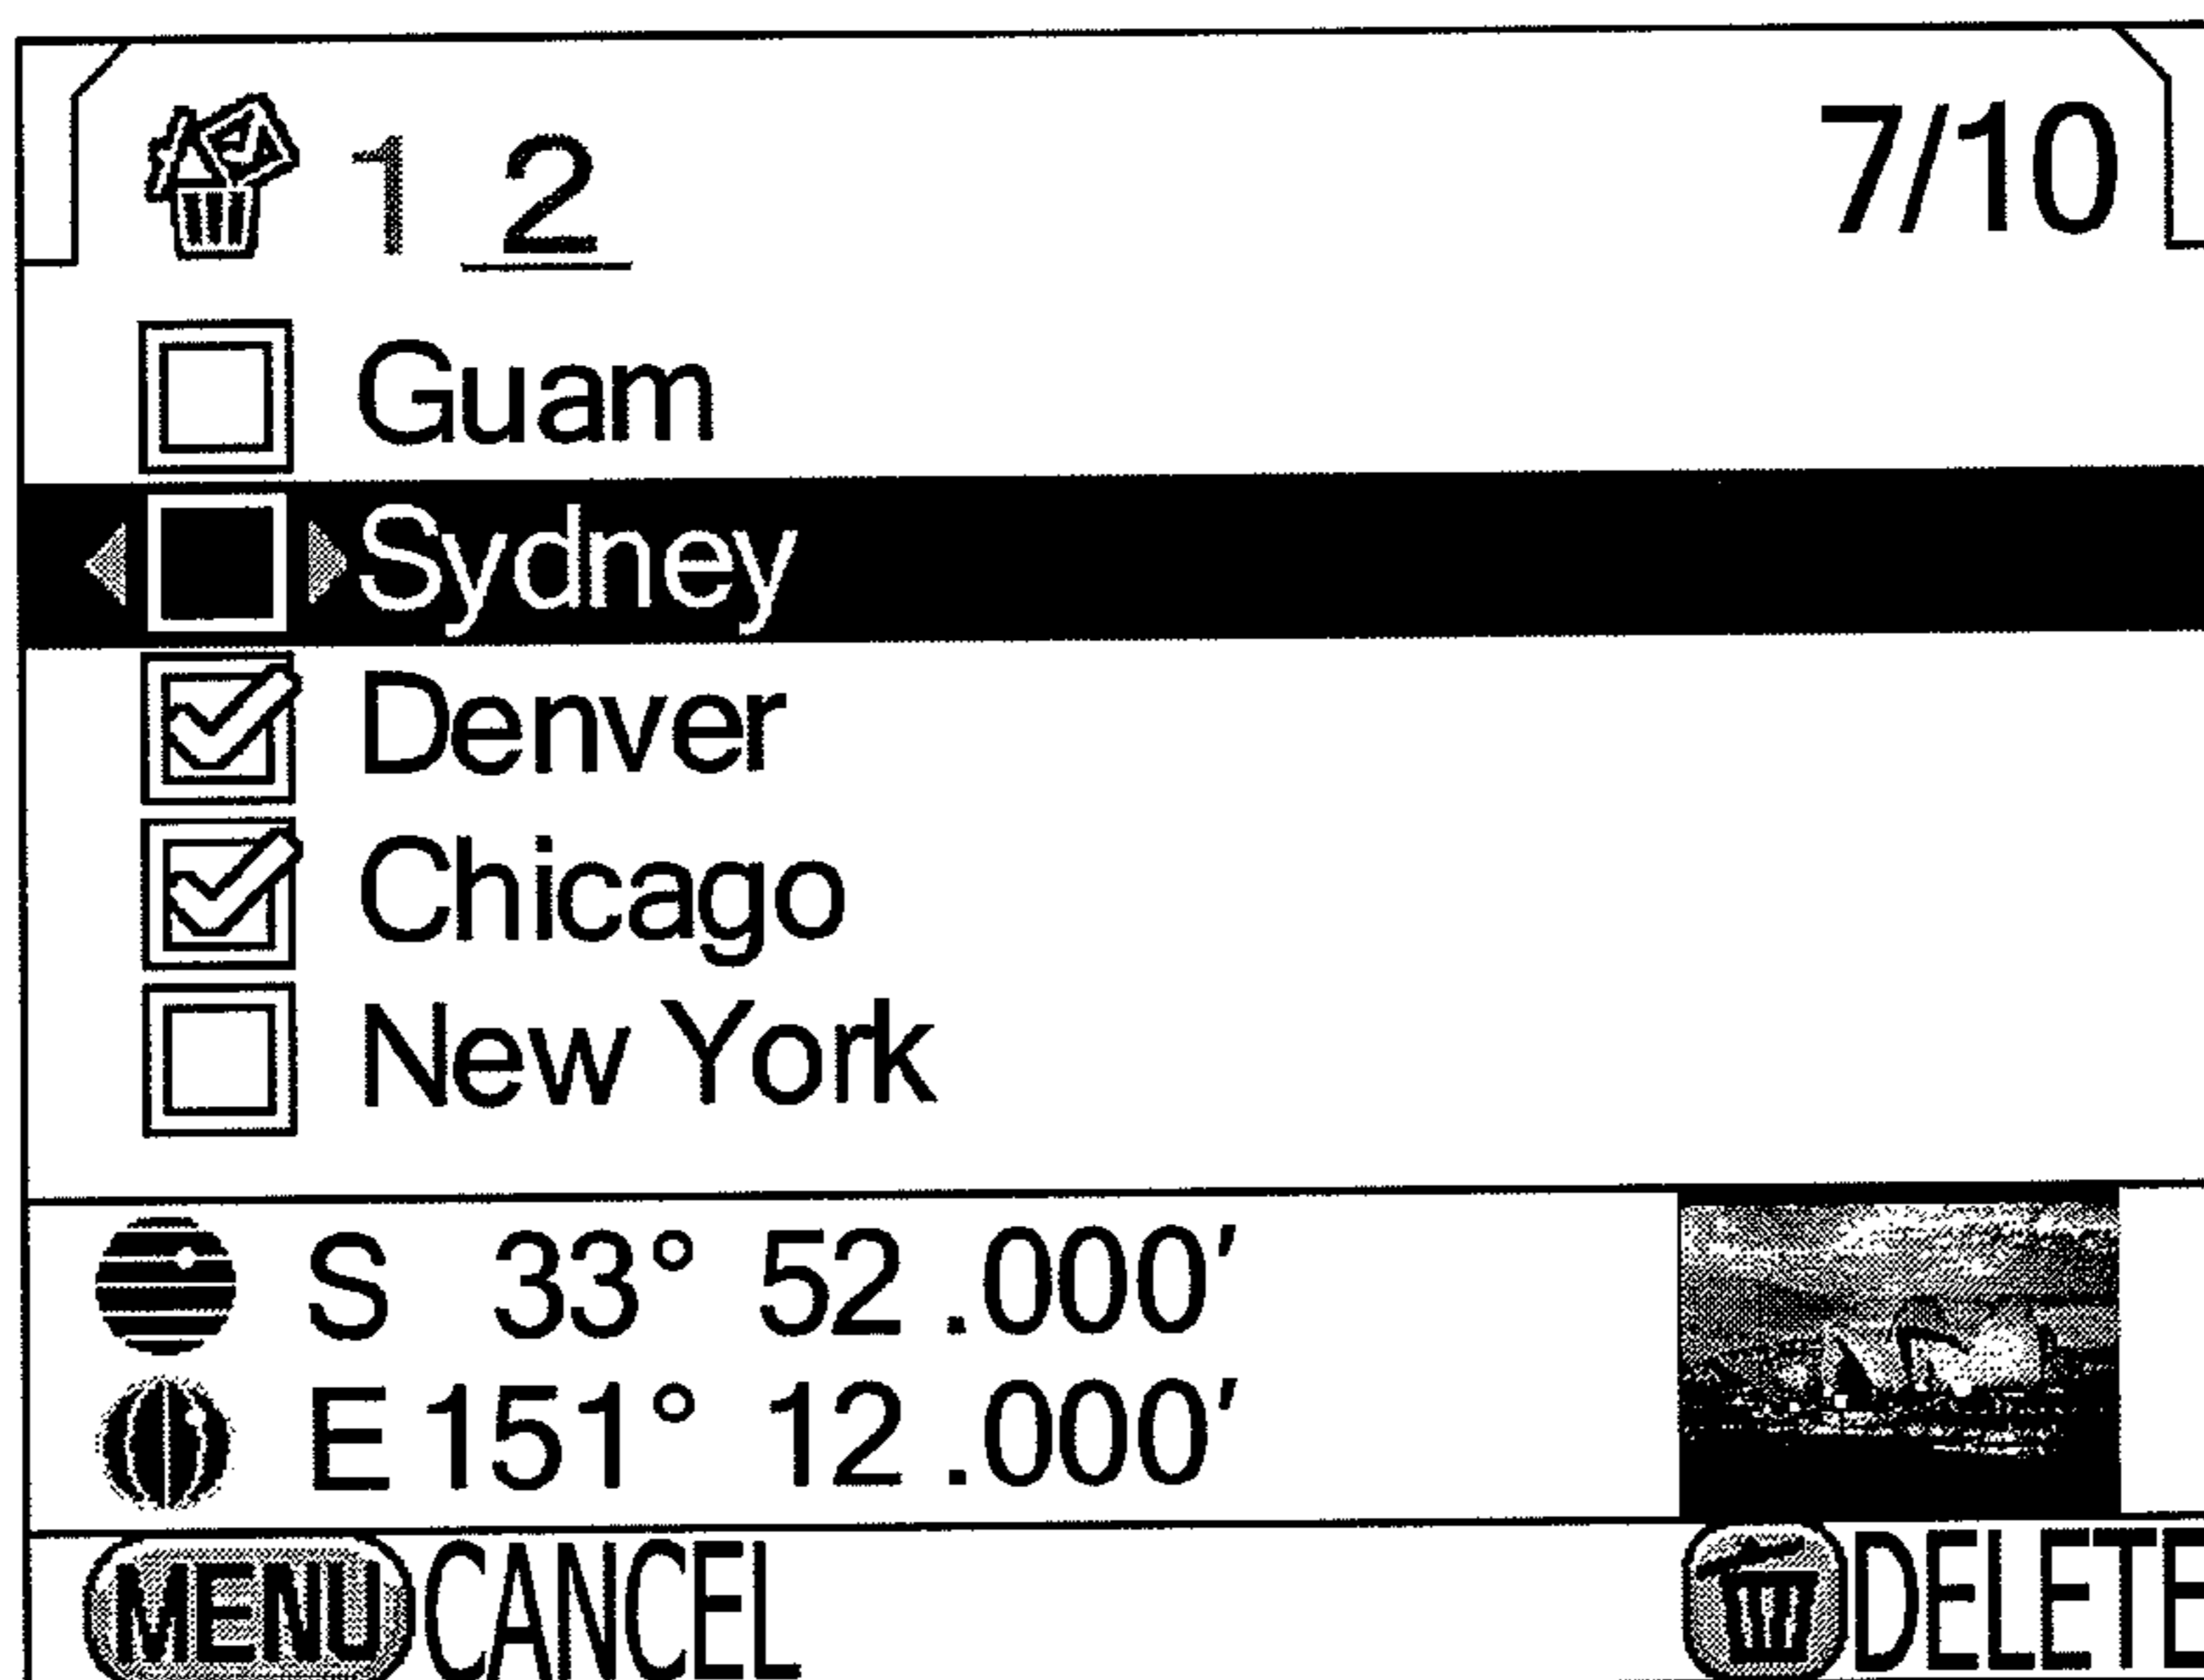 1 2 7/10
Guam
Sydney
Denver
Chicago
New York
S 33° 52.000'
E 151° 12.000'
MENU CANCEL DELETE